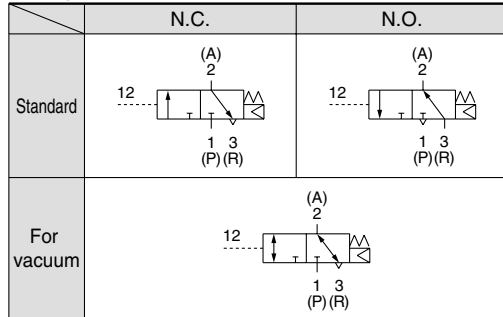 N.C. N.O.
Standard
(A)
2
12
1 3
(P)(R)
(A)
2
12
1 3
(P)(R)
For
vacuum
(A)
2
12
1 3
(P)(R)